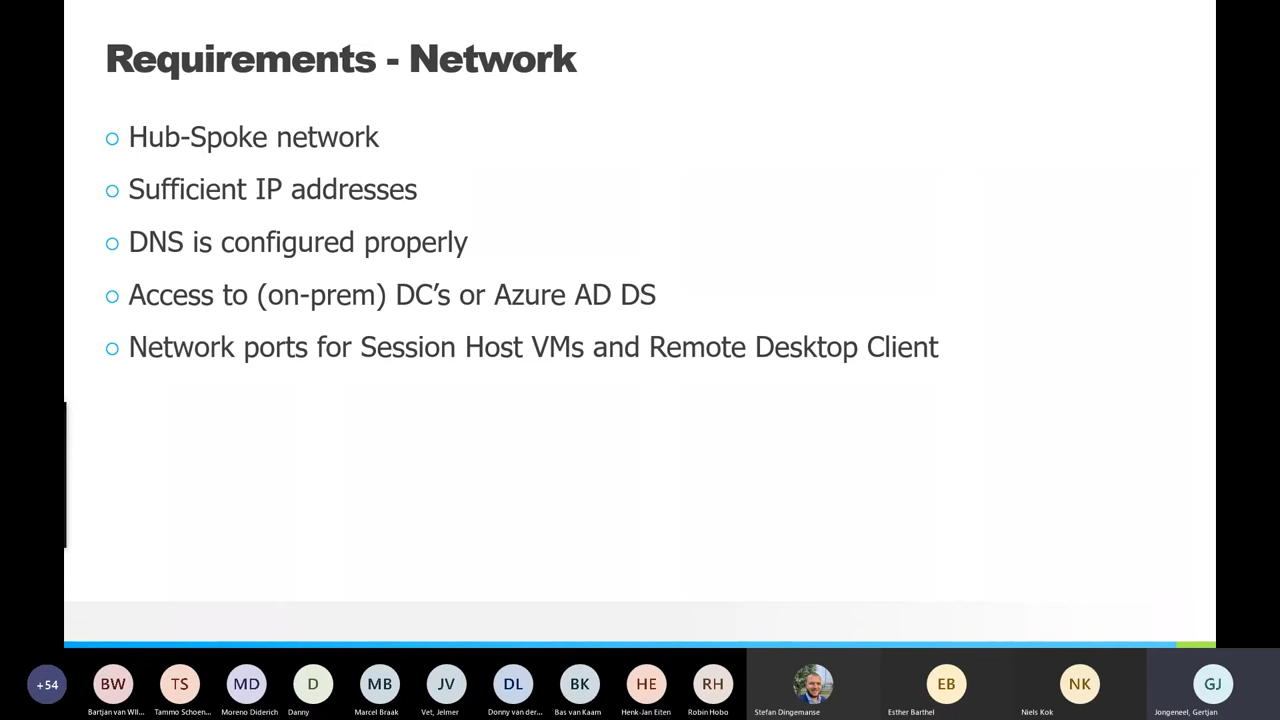 Requirements - Network
Hub-Spoke network
Sufficient IP addresses
DNS is configured properly
Access to (on-prem) DC's or Azure AD DS
Network ports for Session Host VMs and Remote Desktop Client
+54
BW
TS
MD
D
MB
JV
DL
BK
HE
RH
EB
NK
GJ
Bartjan van Wil...
Tammo Schoen...
Moreno Diderich
Danny
Marcel Braak
Vet, Jelmer
Donny van der...
Bas van Kaam
Henk-Jan Eiten
Robin Hobo
Stefan Dingemanse
Esther Barthel
Niels Kok
Jongeneel, Gertjan